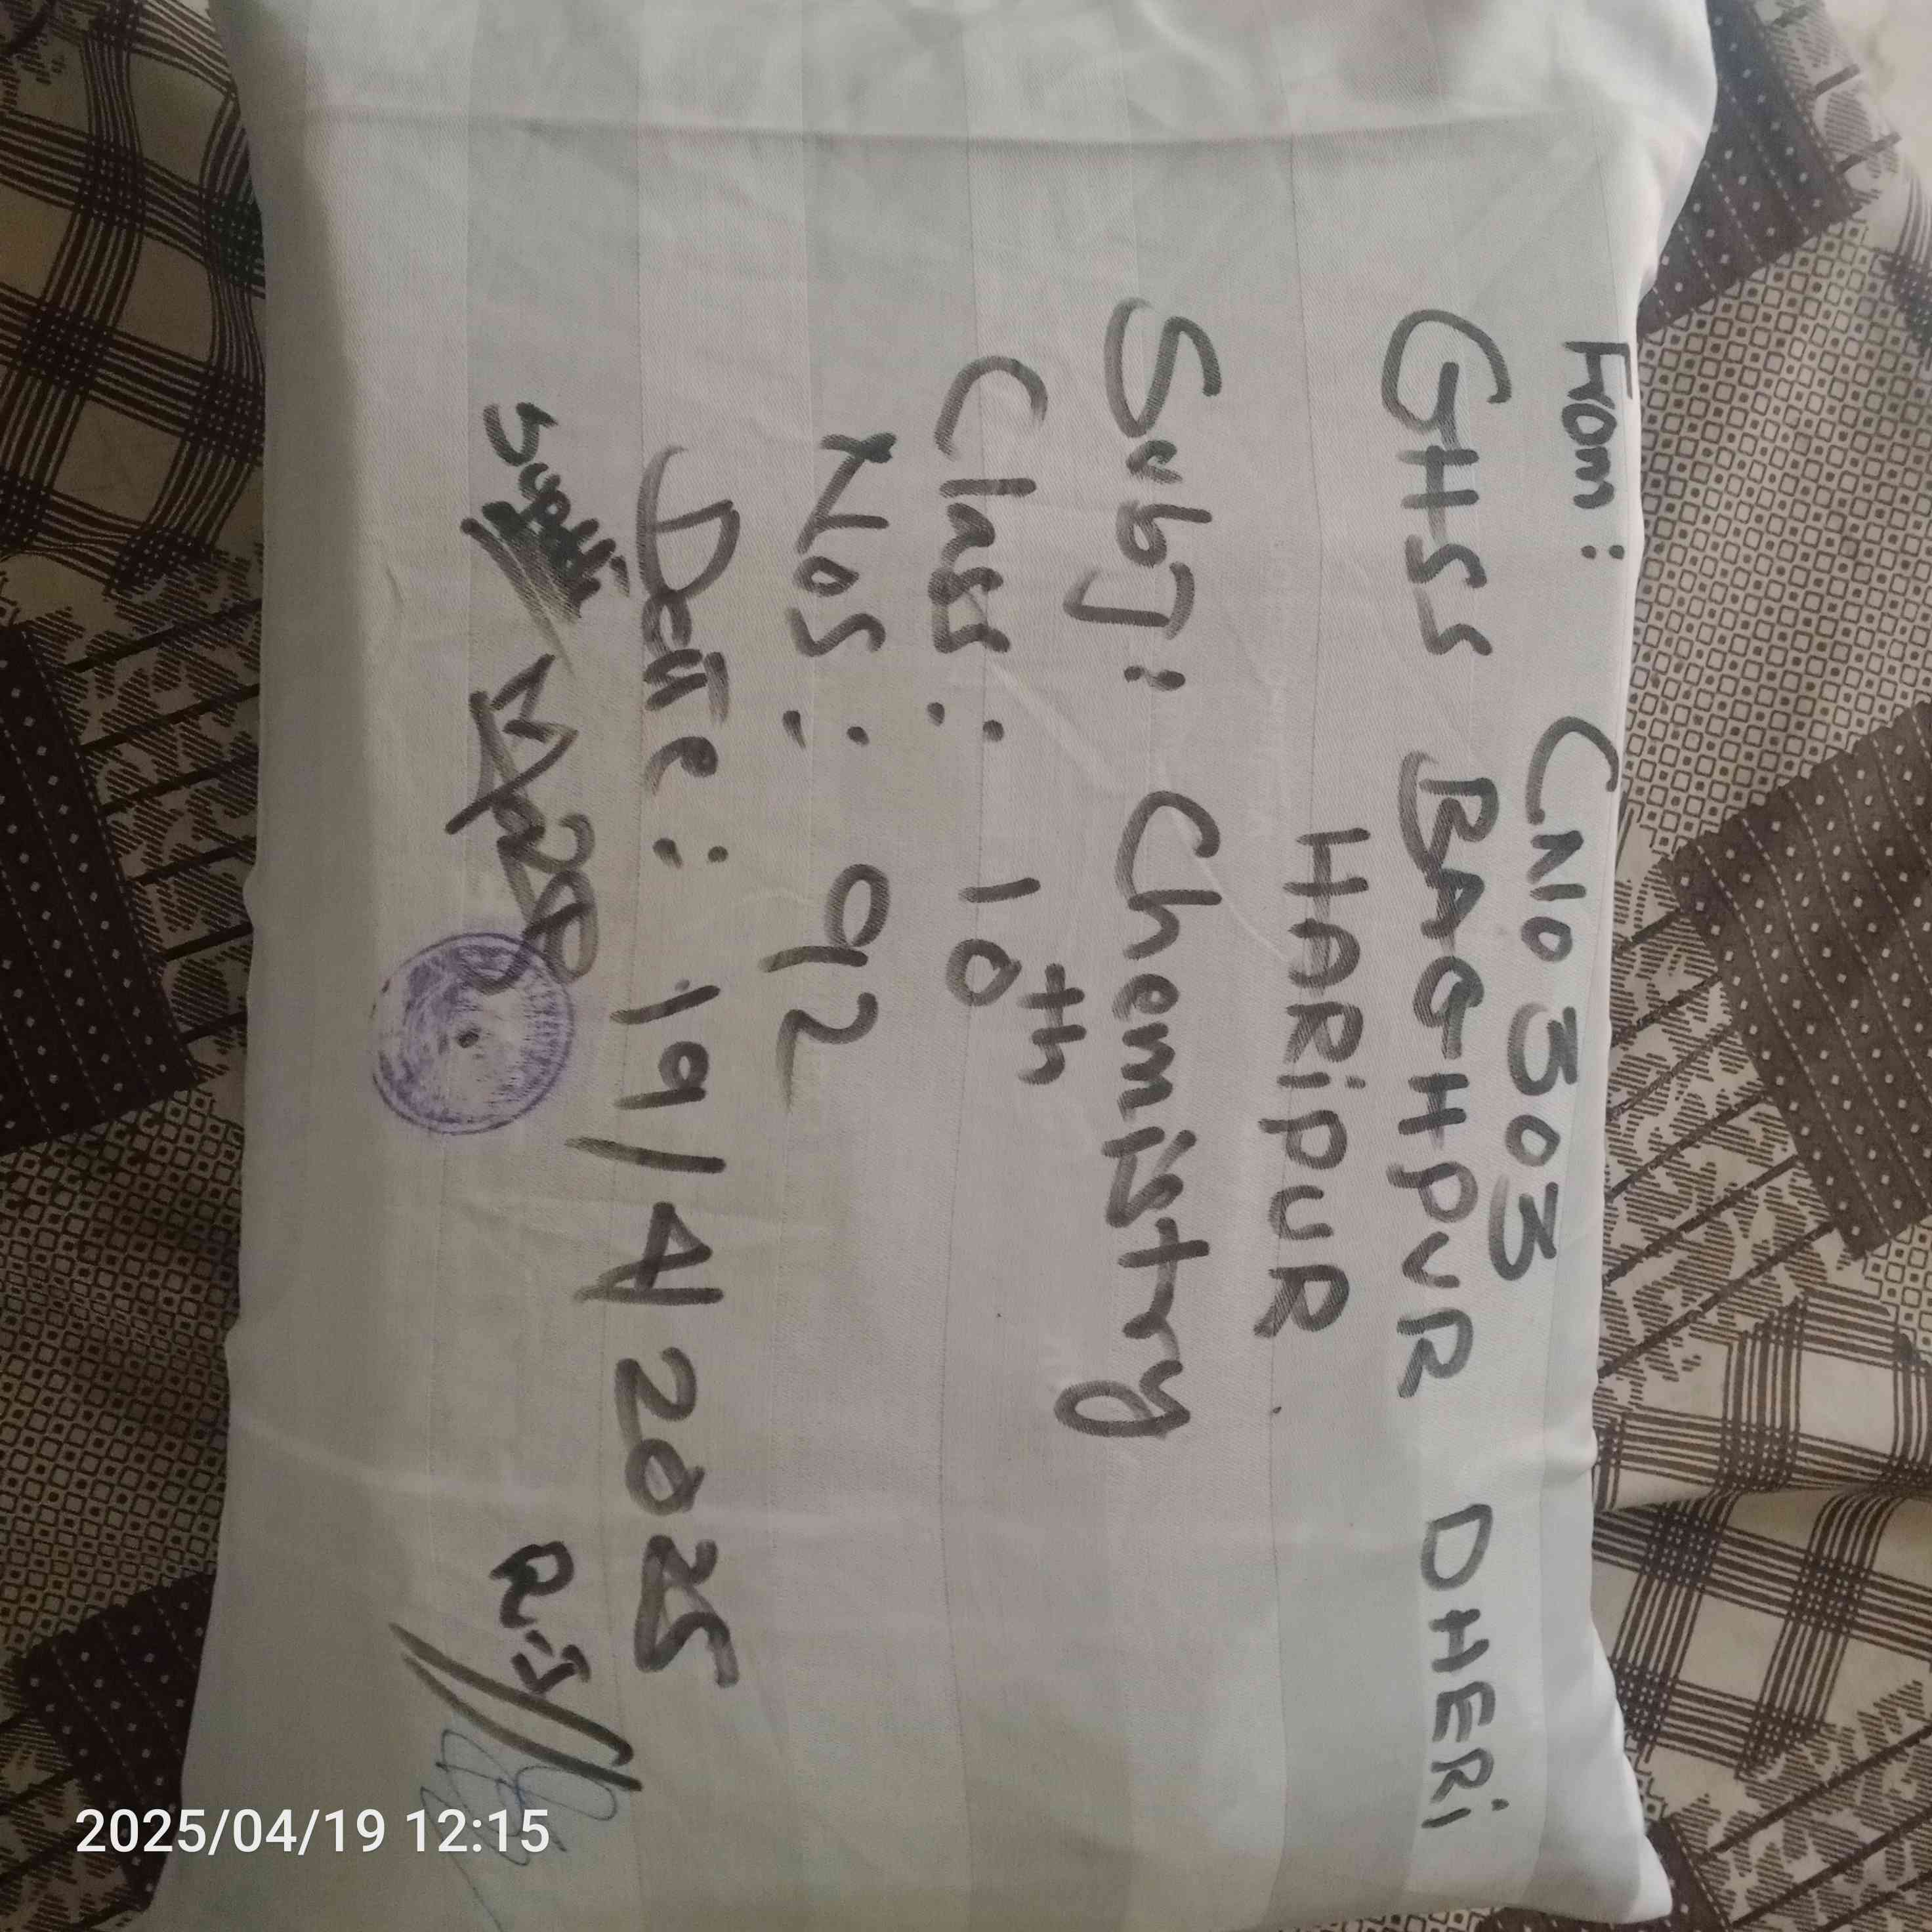 From: CNo 303
GHSS BAGHPUR DHERI
HARiPUR
Subj: Chemistry
Class: 10th
Nos: 92
Date: 19/4/2025
Supdt:
R-I
2025/04/19 12:15